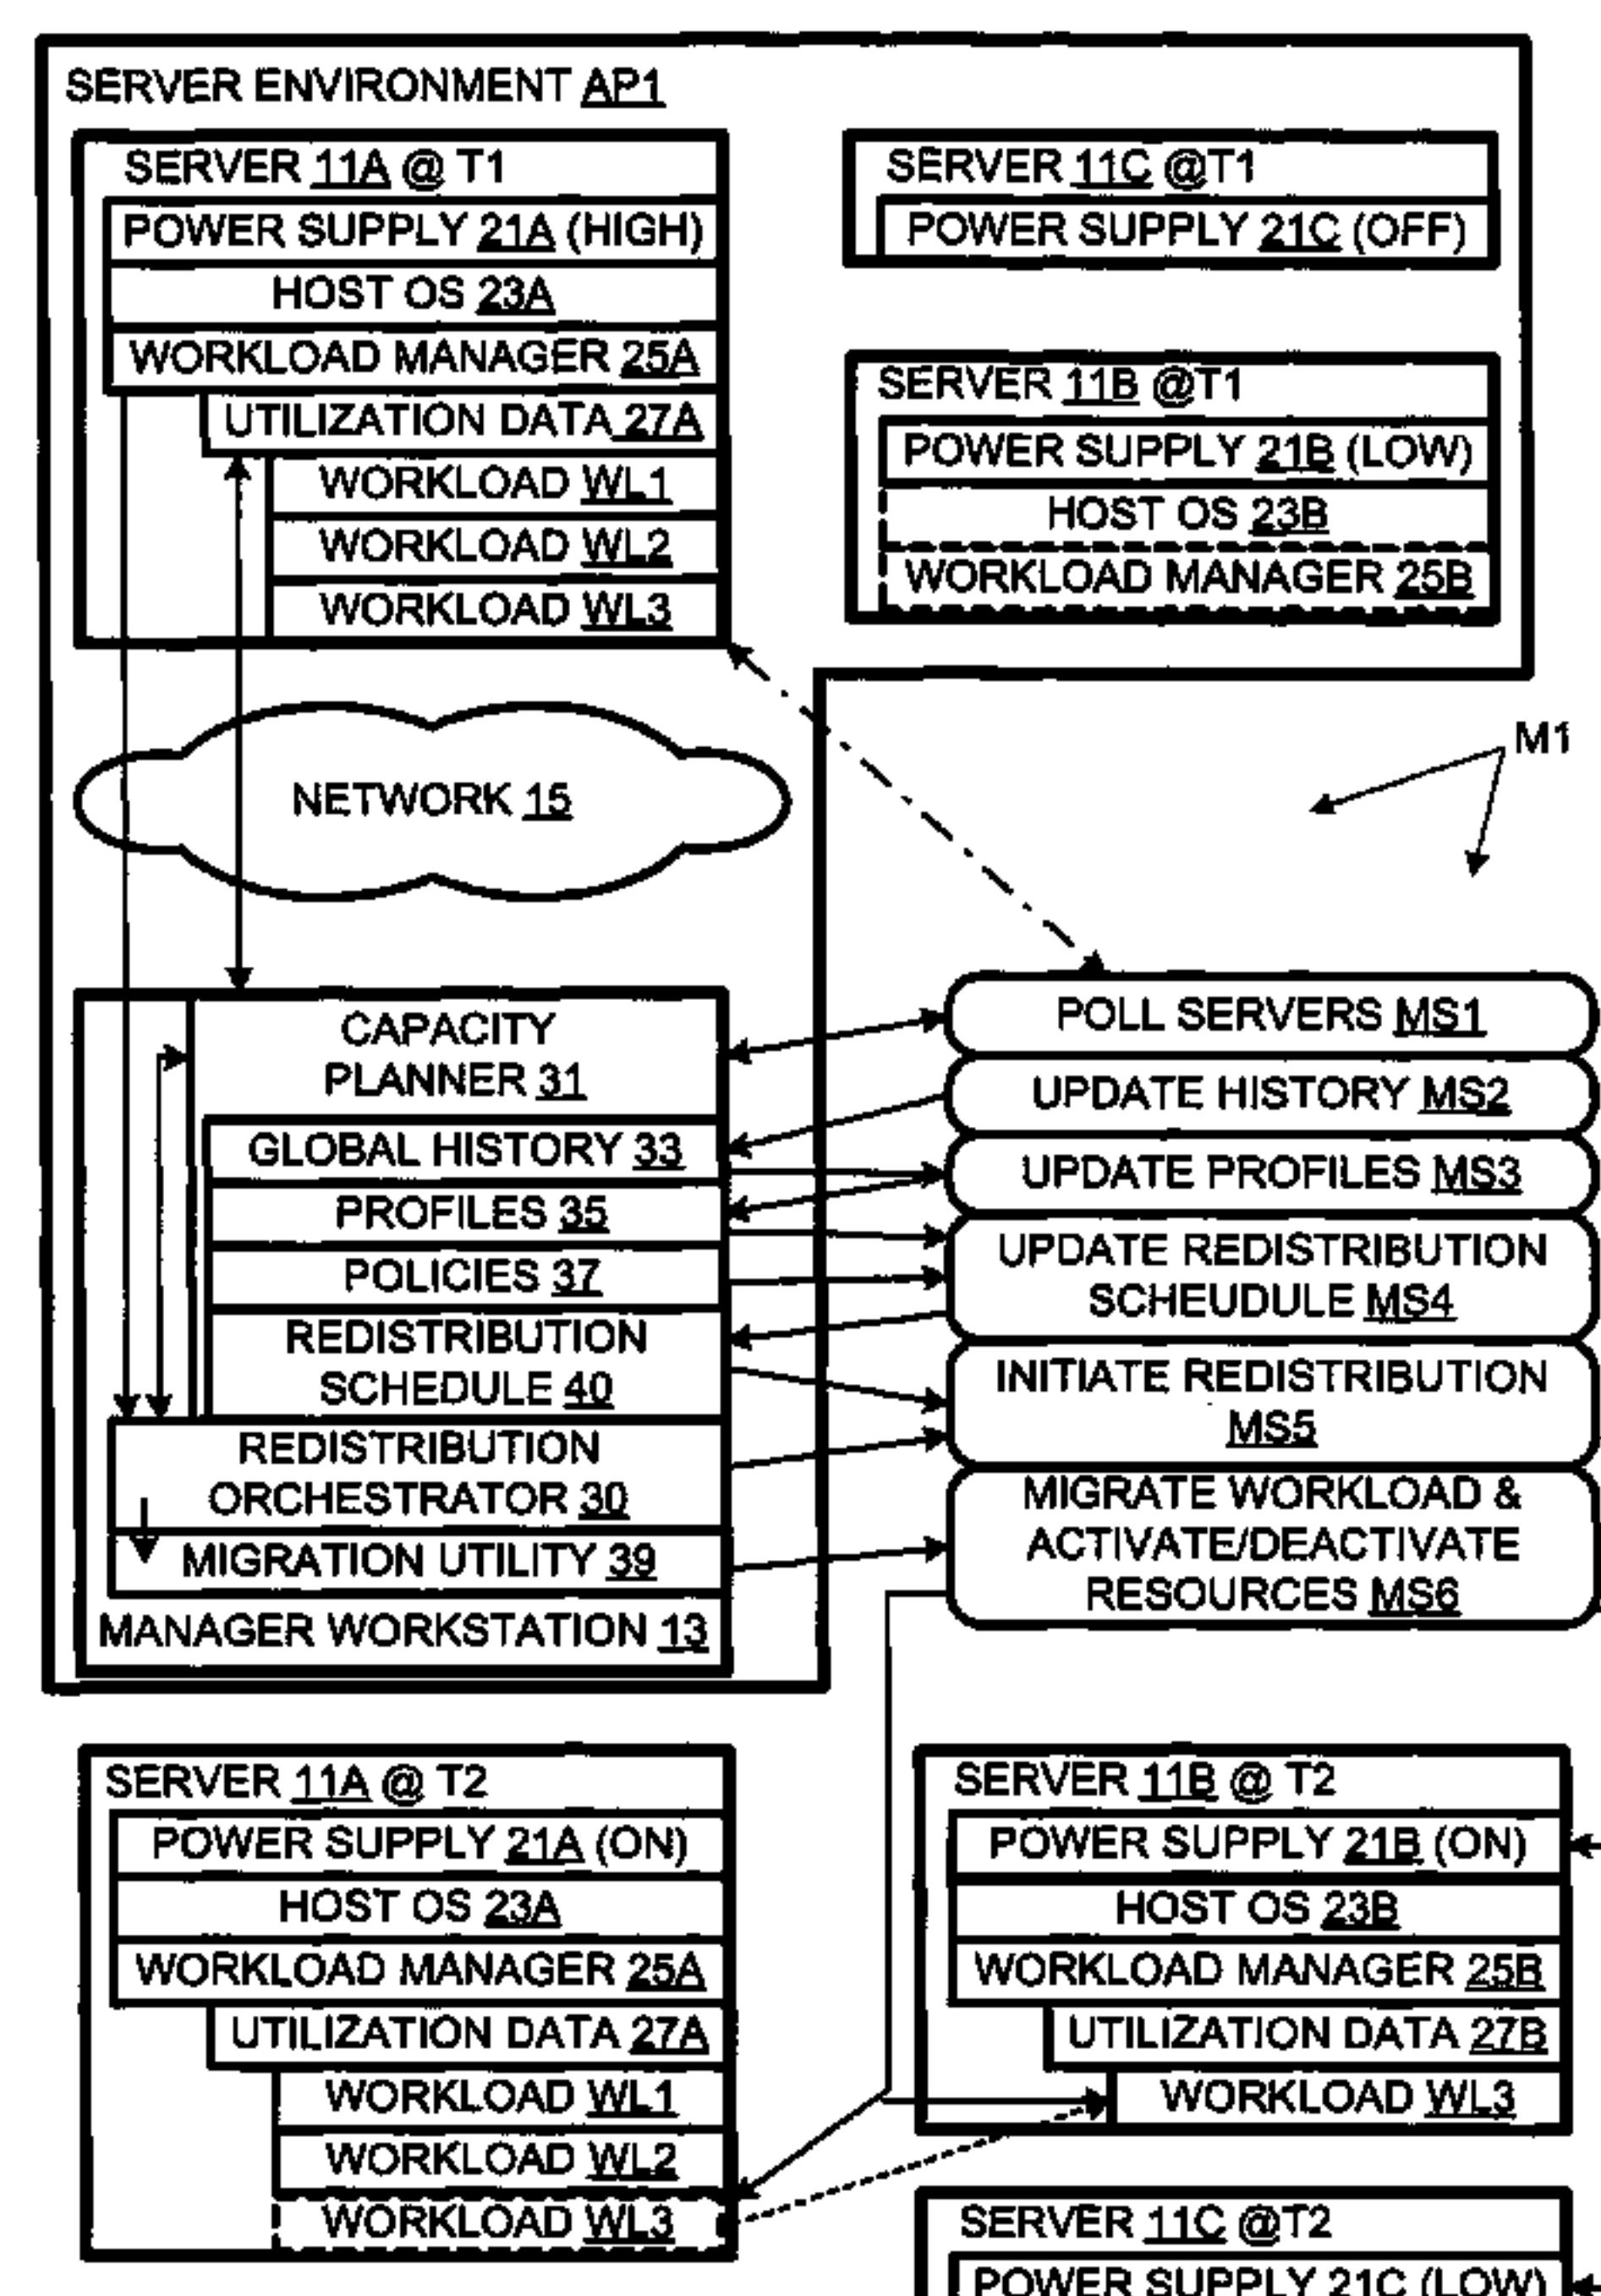 SERVER ENVIRONMENT AP1
SERVER 11A @ T1
POWER SUPPLY 21A (HIGH)
HOST OS 23A
WORKLOAD MANAGER 25A
UTILIZATION DATA 27A
WORKLOAD WL1
WORKLOAD WL2
WORKLOAD WL3
SERVER 11C @T1
POWER SUPPLY 21C (OFF)
SERVER 11B @T1
POWER SUPPLY 21B (LOW)
HOST OS 23B
WORKLOAD MANAGER 25B
M1
NETWORK 15
CAPACITY
PLANNER 31
GLOBAL HISTORY 33
PROFILES 35
POLICIES 37
REDISTRIBUTION
SCHEDULE 40
REDISTRIBUTION
ORCHESTRATOR 30
MIGRATION UTILITY 39
MANAGER WORKSTATION 13
POLL SERVERS MS1
UPDATE HISTORY MS2
UPDATE PROFILES MS3
UPDATE REDISTRIBUTION
SCHEUDULE MS4
INITIATE REDISTRIBUTION
MS5
MIGRATE WORKLOAD &
ACTIVATE/DEACTIVATE
RESOURCES MS6
SERVER 11A @ T2
POWER SUPPLY 21A (ON)
HOST OS 23A
WORKLOAD MANAGER 25A
UTILIZATION DATA 27A
WORKLOAD WL1
WORKLOAD WL2
WORKLOAD WL3
SERVER 11B @ T2
POWER SUPPLY 21B (ON)
HOST OS 23B
WORKLOAD MANAGER 25B
UTILIZATION DATA 27B
WORKLOAD WL3
SERVER 11C @T2
POWER SUPPLY 21C (LOW)